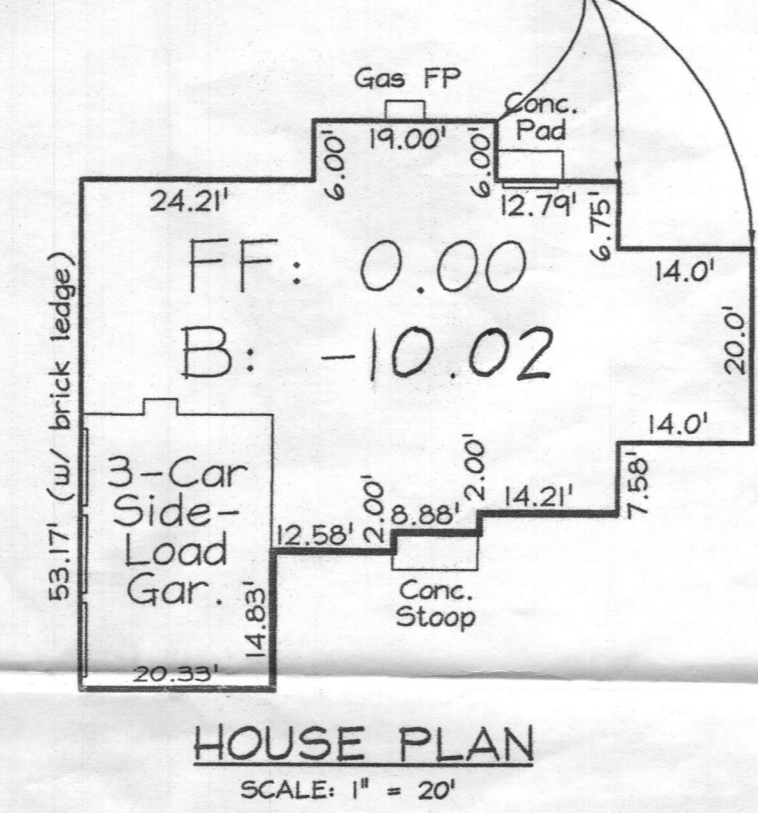 Gas FP
Conc.
Pad
19.00'
6.00'
6.00'
24.21'
12.79'
6.75'
14.0'
FF: 0.00
B: -10.02
20.0'
53.17' (w/ brick ledge)
3-Car
Side-
Load
Gar.
14.0'
7.58'
14.21'
2.00'
8.88'
2.00'
12.58'
Conc.
Stoop
14.83'
20.33'
HOUSE PLAN
SCALE: 1" = 20'